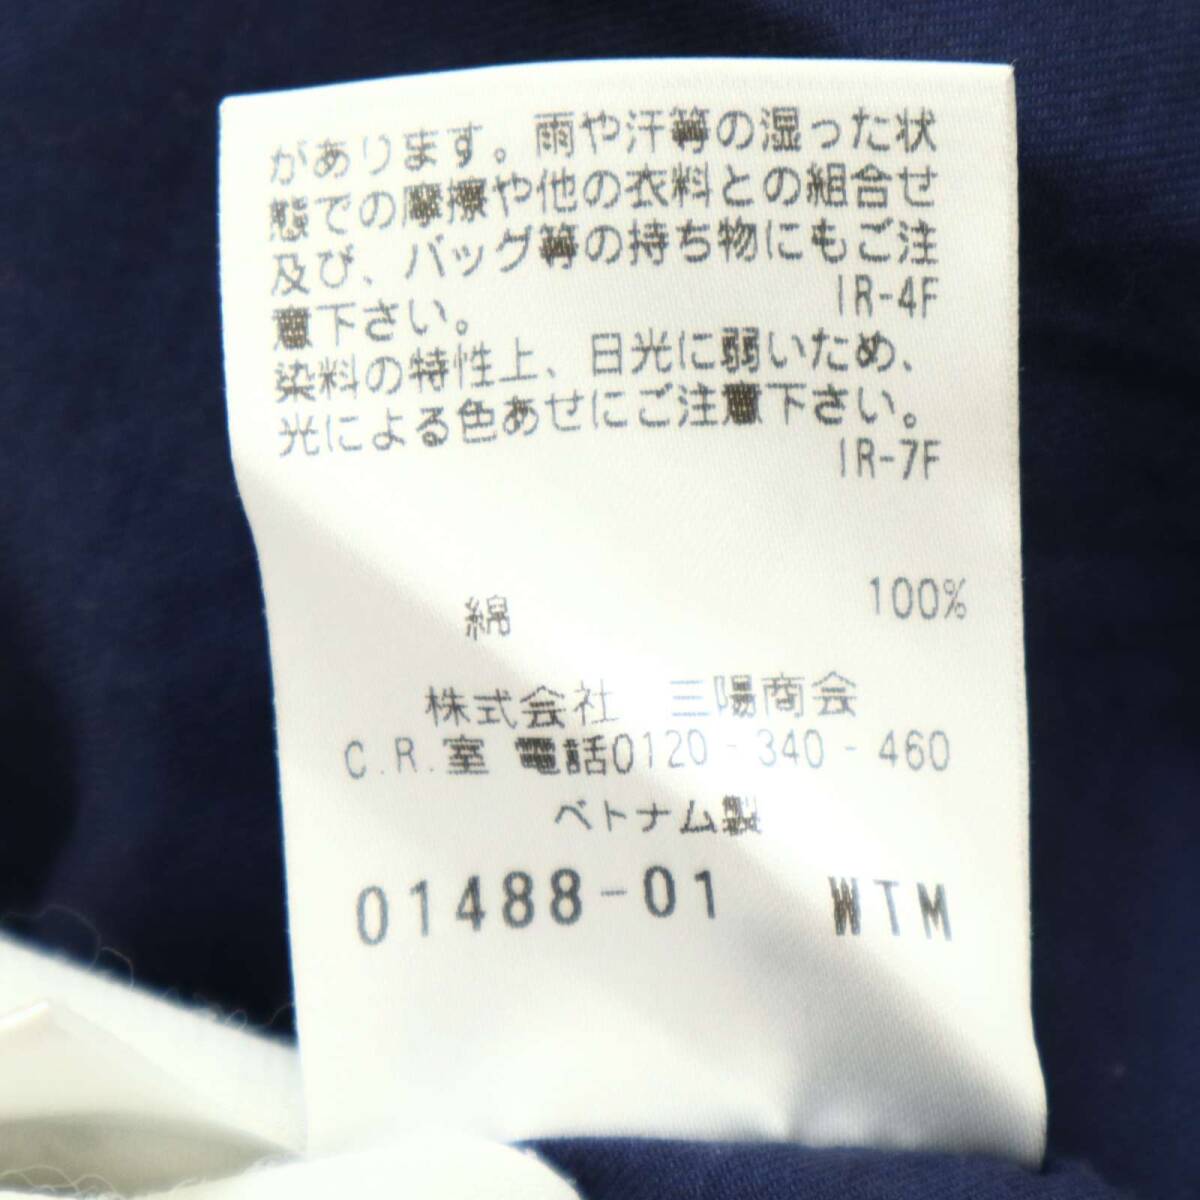 があります。雨や汗等の湿った状
態での摩擦や他の衣料との組合せ
及び、バッグ等の持ち物にもご注
意下さい。 IR-4F
染料の特性上、日光に弱いため、
光による色あせにご注意下さい。
IR-7F
綿 100%
株式会社 三陽商会
C.R.室 電話0120-340-460
ベトナム製
01488-01 WTM